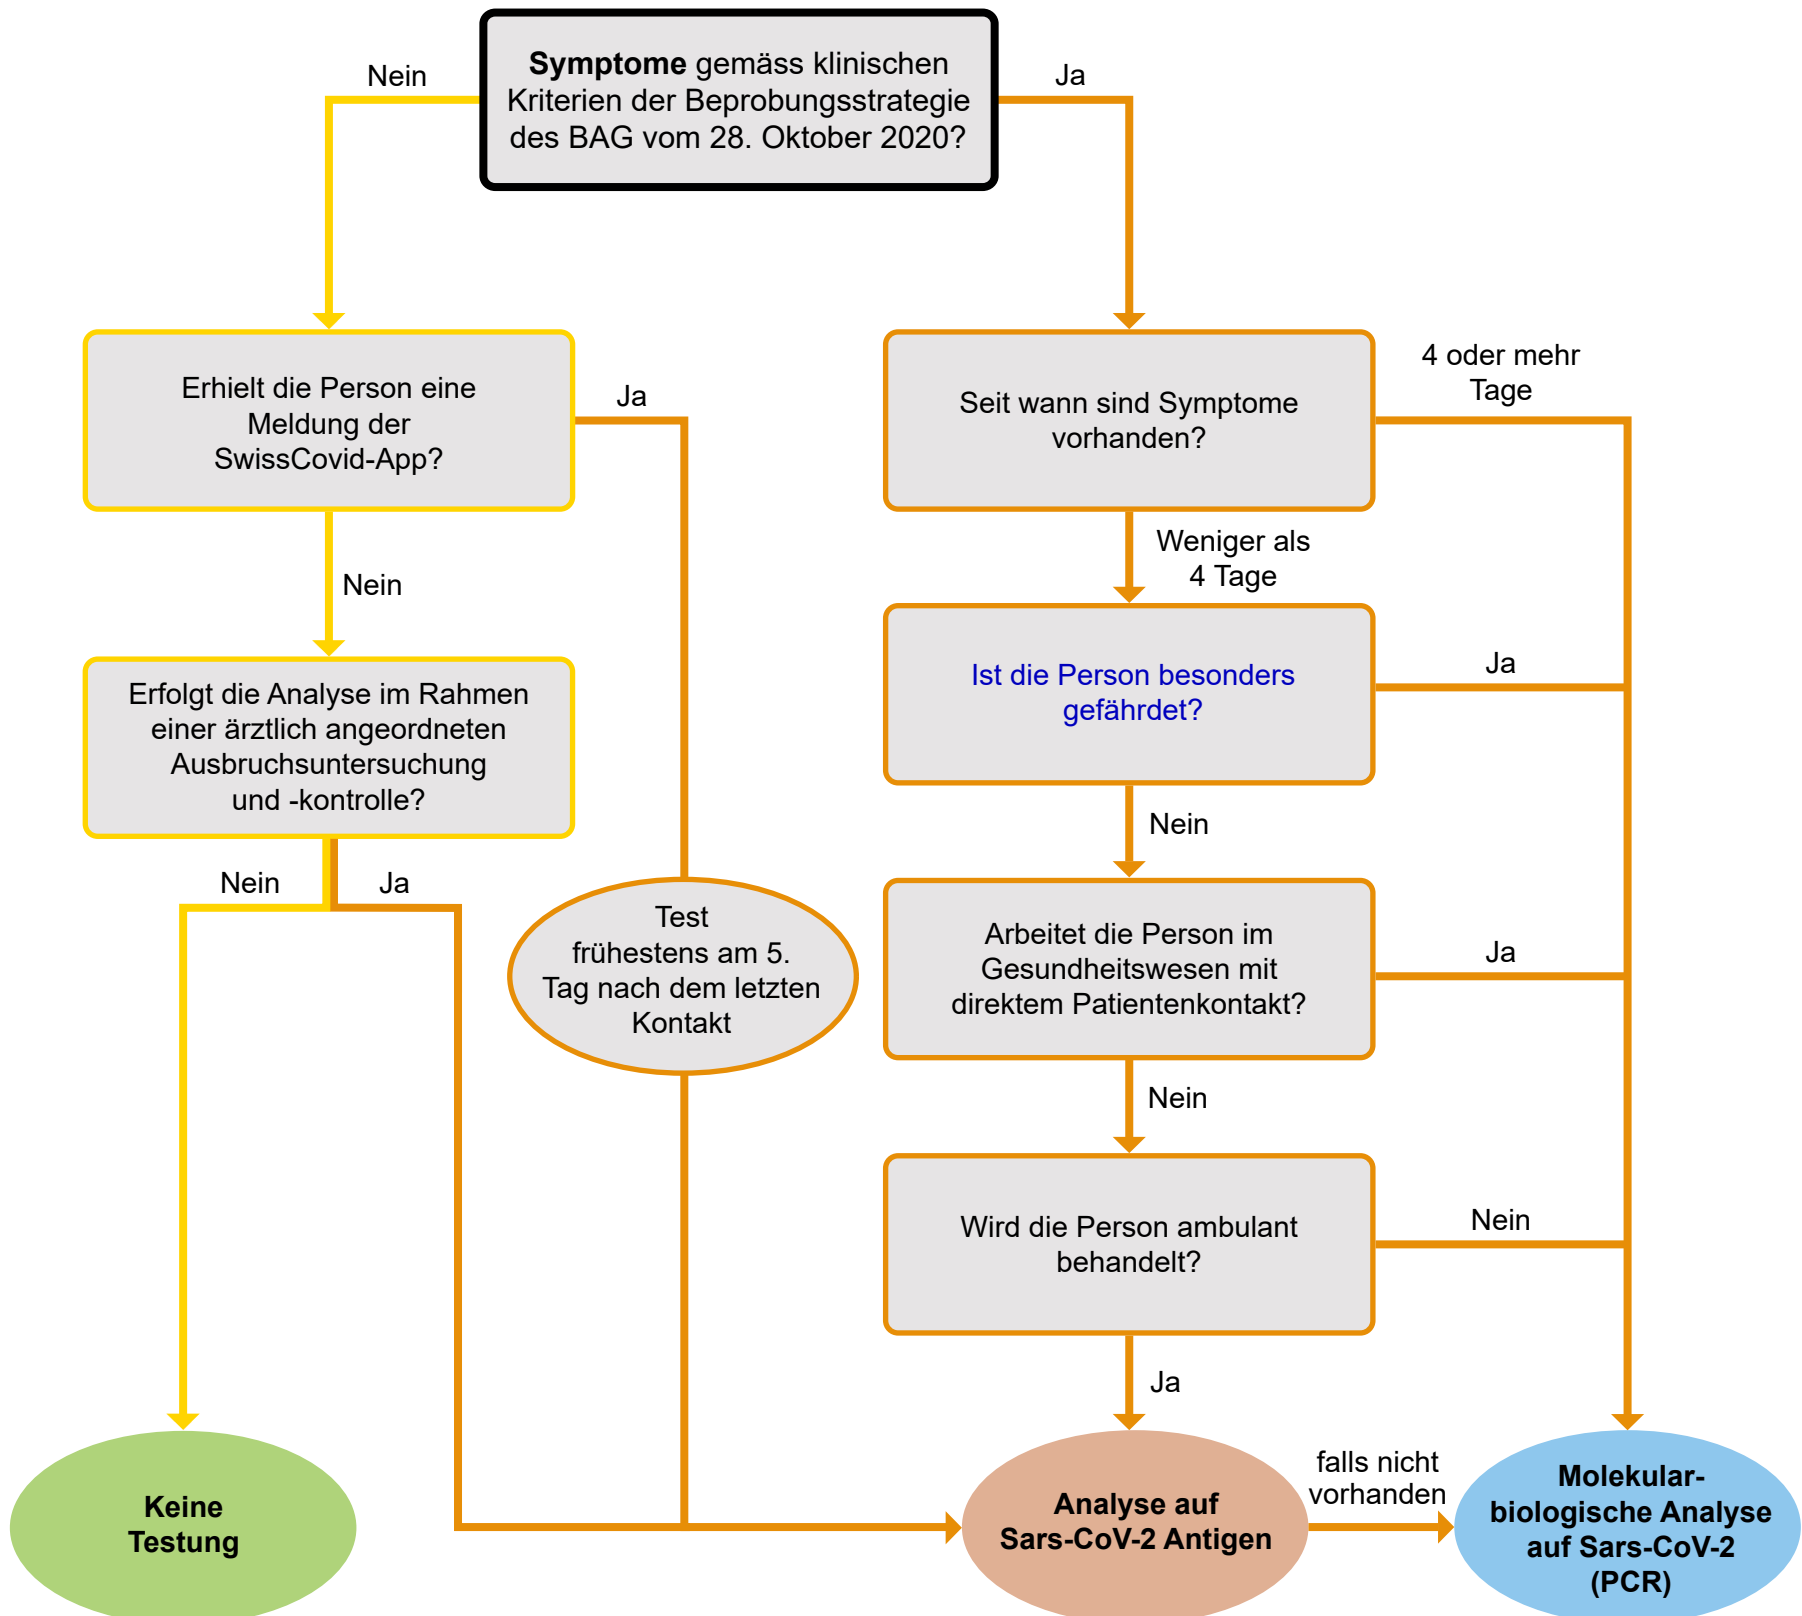 Symptome gemäss klinischen
Kriterien der Beprobungsstrategie
des BAG vom 28. Oktober 2020?
Nein
Ja
Erhielt die Person eine
Meldung der
SwissCovid-App?
Ja
Seit wann sind Symptome
vorhanden?
4 oder mehr
Tage
Nein
Weniger als
4 Tage
Erfolgt die Analyse im Rahmen
einer ärztlich angeordneten
Ausbruchsuntersuchung
und -kontrolle?
Ist die Person besonders
gefährdet?
Ja
Nein
Nein
Ja
Test
frühestens am 5.
Tag nach dem letzten
Kontakt
Arbeitet die Person im
Gesundheitswesen mit
direktem Patientenkontakt?
Ja
Nein
Wird die Person ambulant
behandelt?
Nein
Ja
Keine
Testung
Analyse auf
Sars-CoV-2 Antigen
falls nicht
vorhanden
Molekular-
biologische Analyse
auf Sars-CoV-2
(PCR)